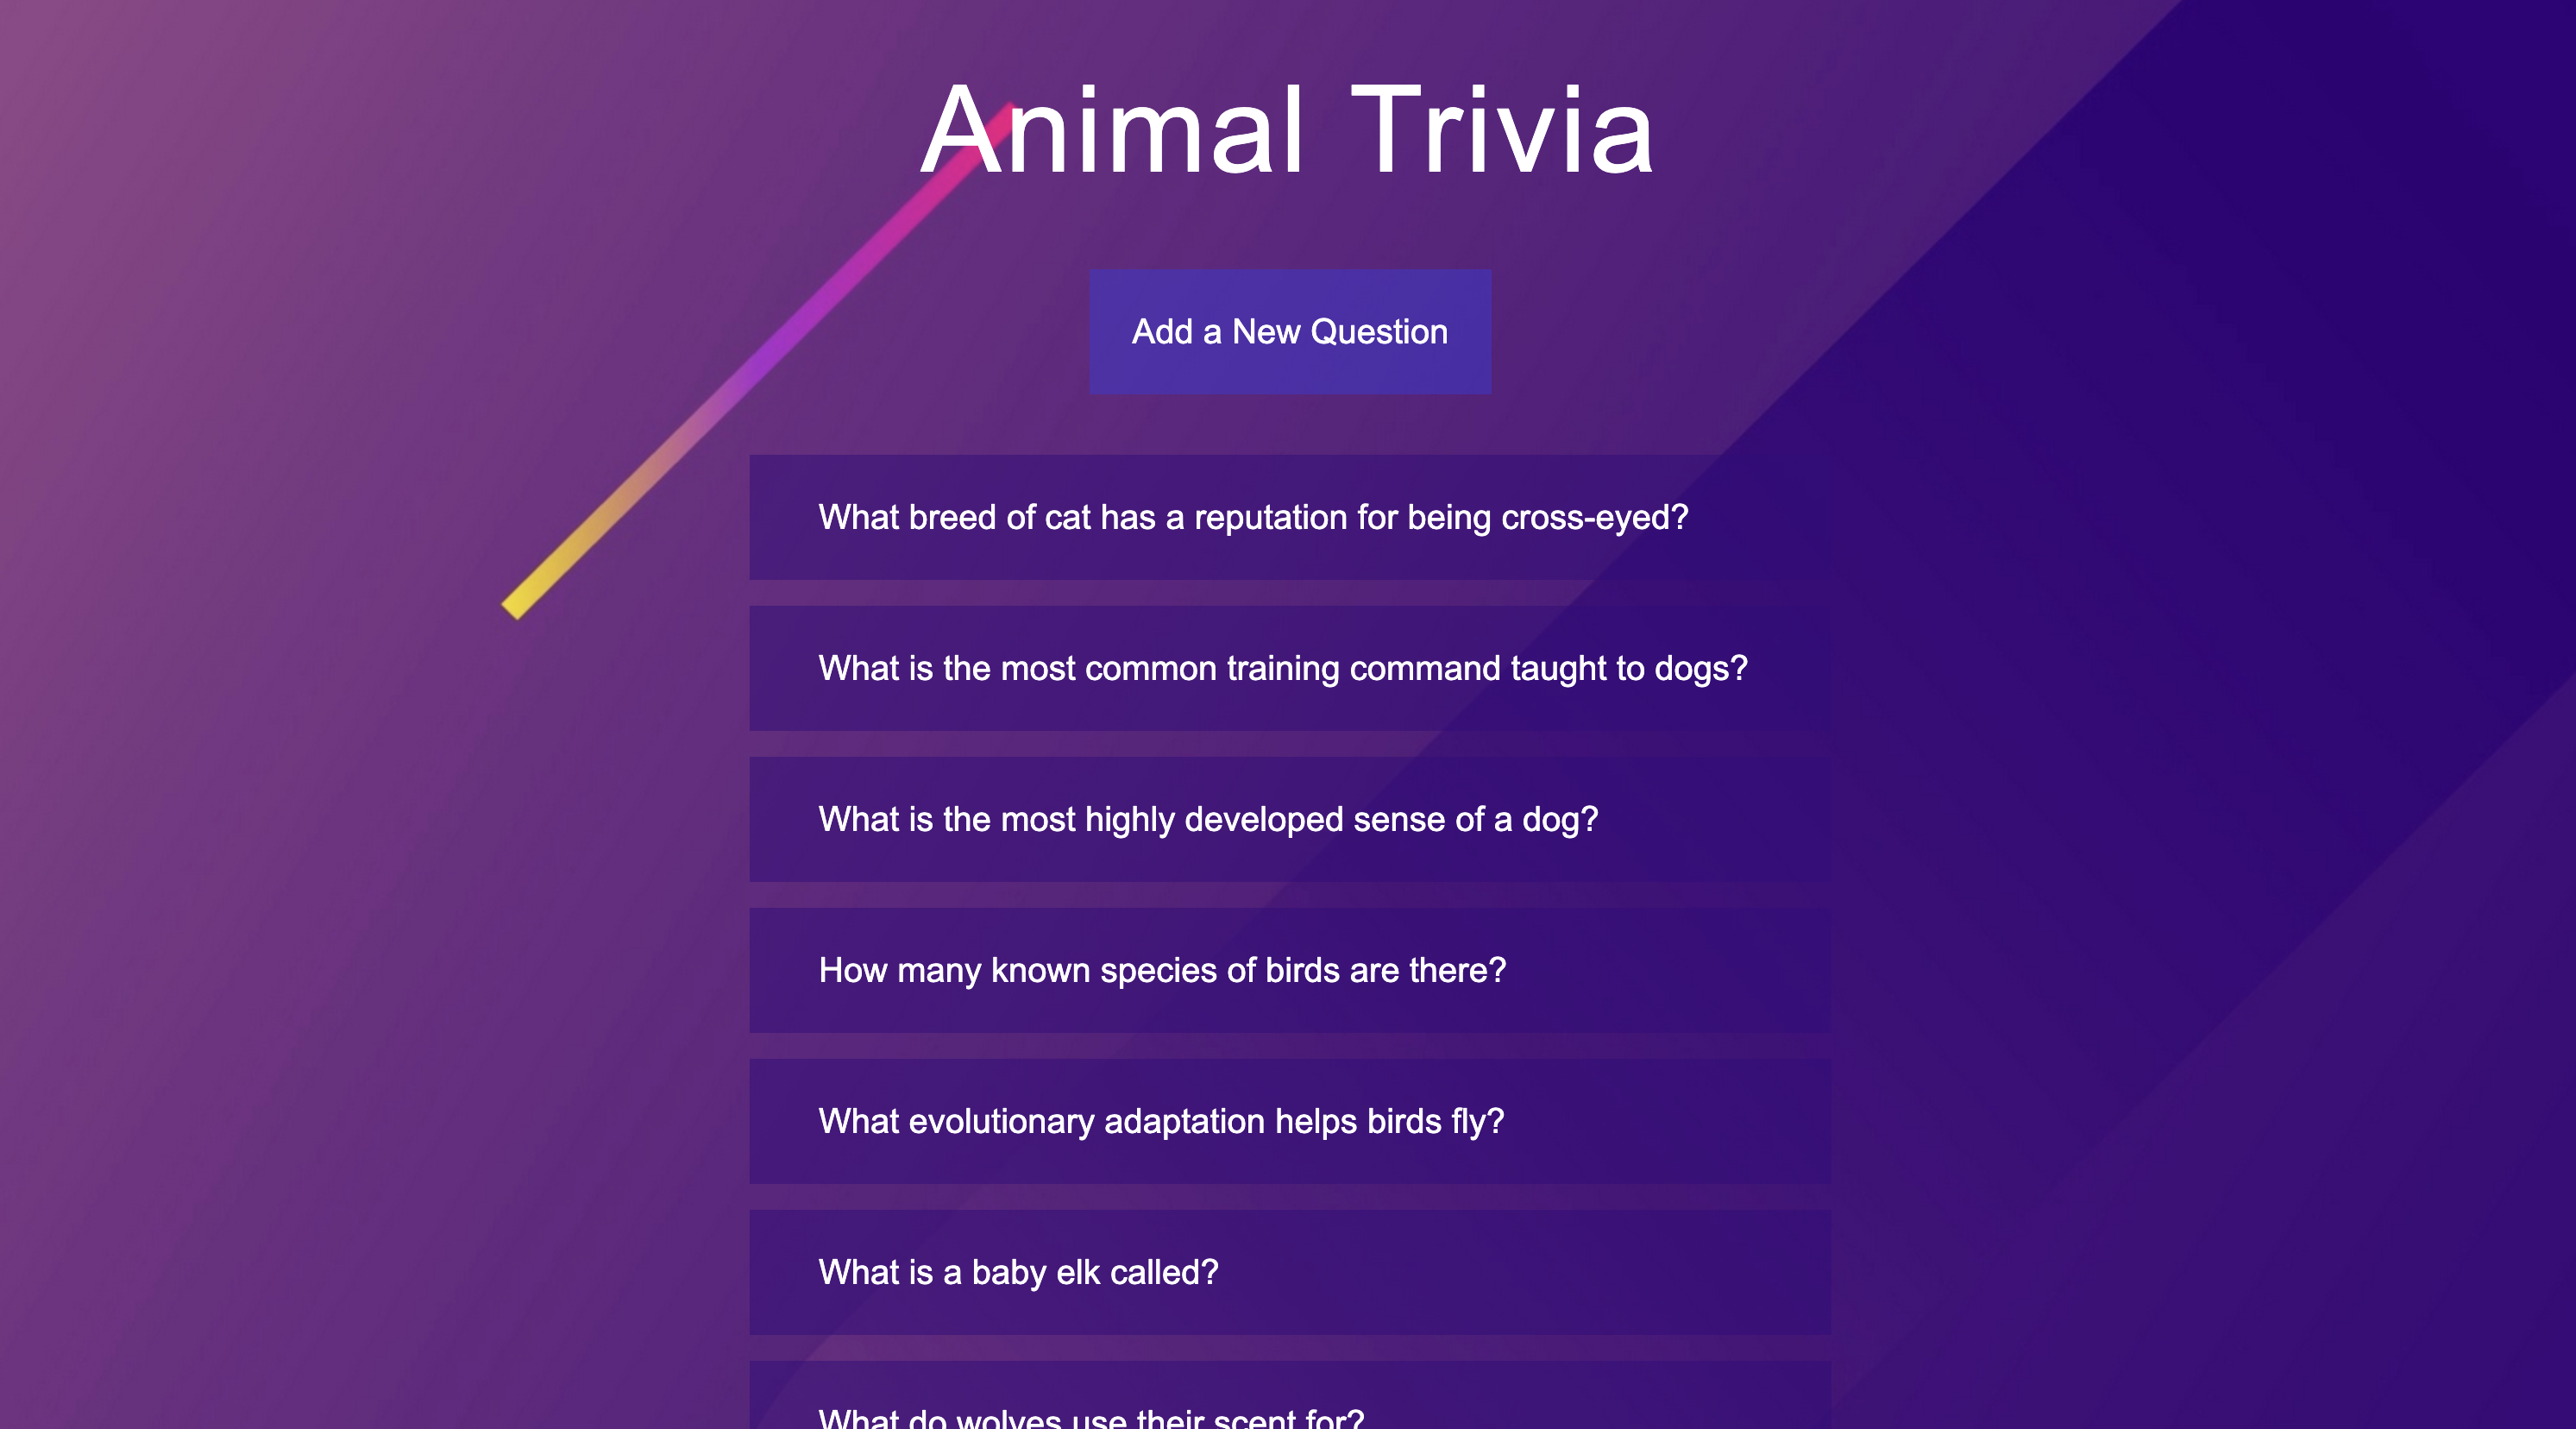 Animal Trivia
Add a New Question
What breed of cat has a reputation for being cross-eyed?
What is the most common training command taught to dogs?
What is the most highly developed sense of a dog?
How many known species of birds are there?
What evolutionary adaptation helps birds fly?
What is a baby elk called?
What do wolves use their scent for?